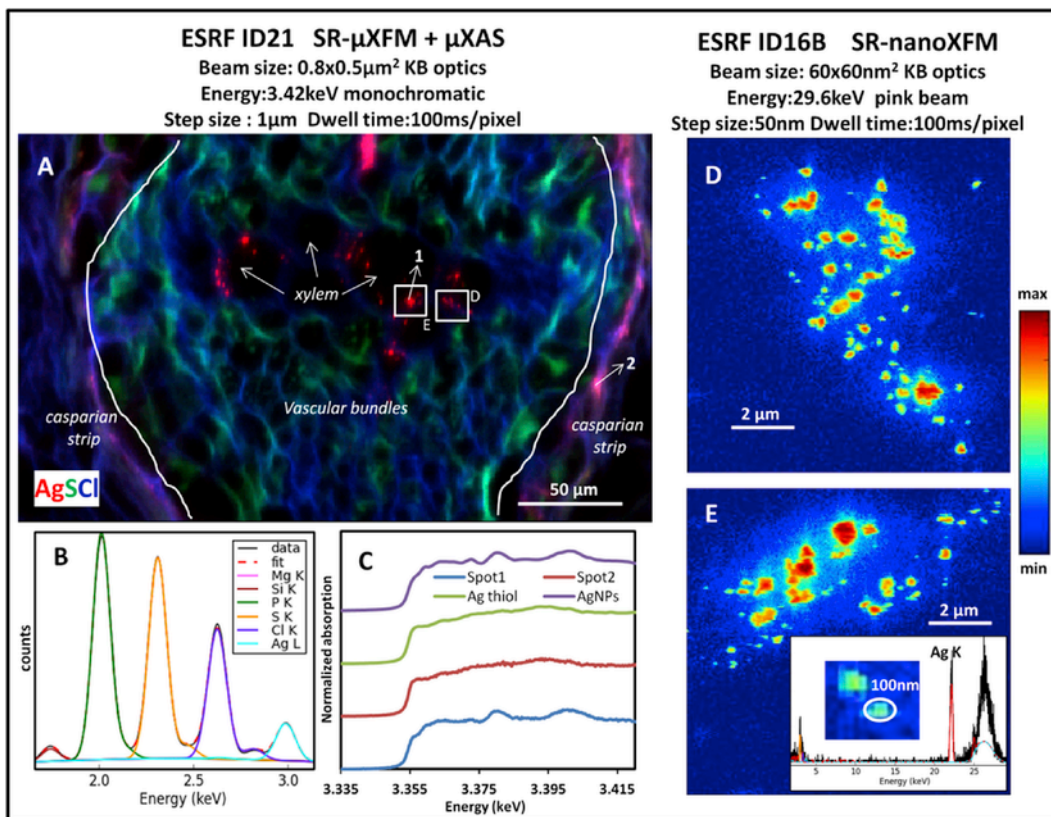 ESRF ID21 SR-μXFM + μXAS
Beam size: 0.8x0.5μm² KB optics
Energy:3.42keV monochromatic
Step size : 1μm Dwell time:100ms/pixel
ESRF ID16B SR-nanoXFM
Beam size: 60x60nm² KB optics
Energy:29.6keV pink beam
Step size:50nm Dwell time:100ms/pixel
A
1
xylem
D
E
2
Vascular bundles
casparian
strip
casparian
strip
AgSCl
50 μm
B
data
fit
Mg K
Si K
P K
S K
Cl K
Ag L
counts
2.0 2.5 3.0
Energy (keV)
C
Spot1 Spot2
Ag thiol AgNPs
Normalized absorption
3.335 3.355 3.375 3.395 3.415
Energy (keV)
D
2 μm
max
min
E
2 μm
Ag K
100nm
5 10 15 20 25
Energy (keV)